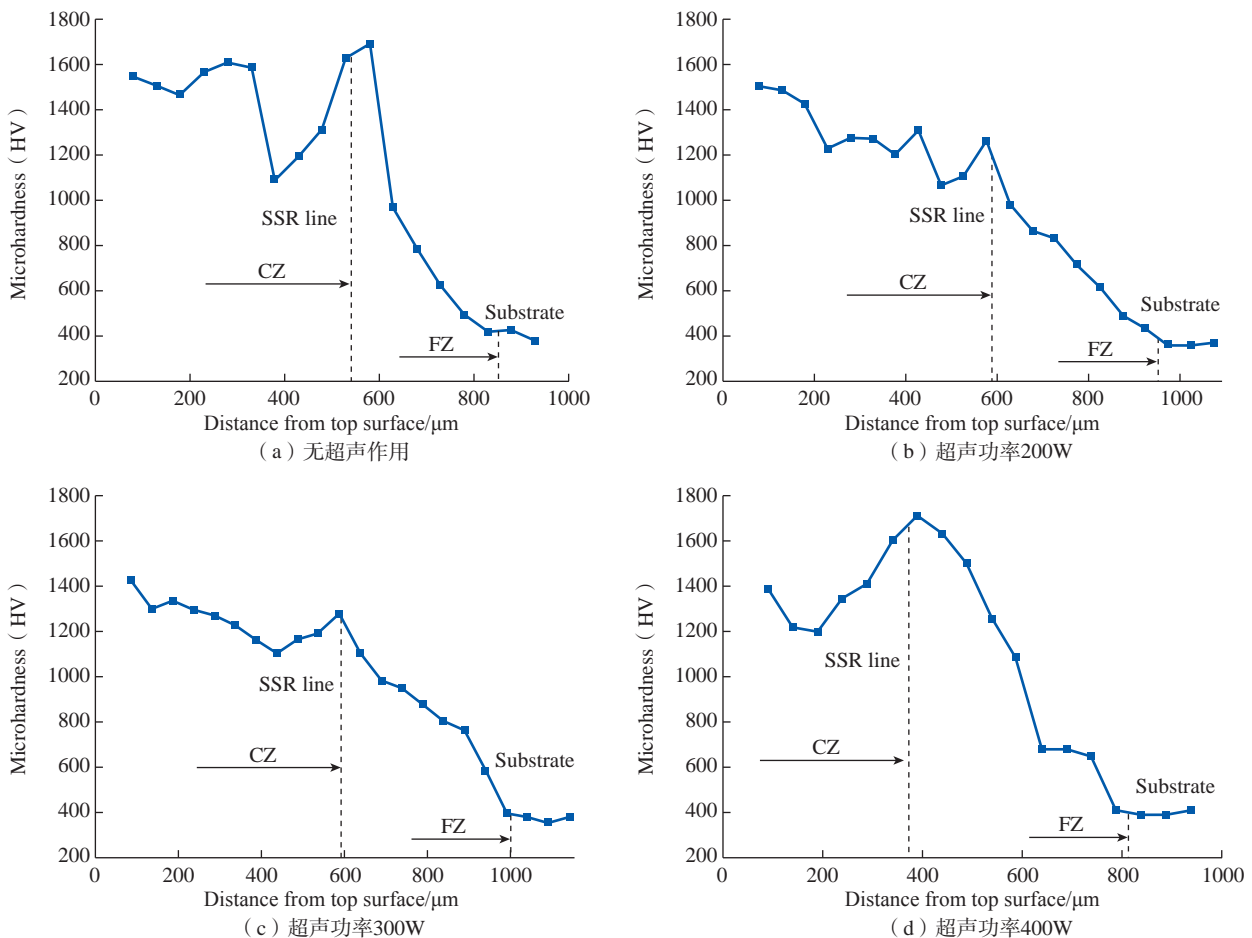 1800
1600
1400
1200
1000
800
600
400
200
Microhardness（HV）
SSR line
CZ
Substrate
FZ
0 200 400 600 800 1000
Distance from top surface/μm
（a）无超声作用
1800
1600
1400
1200
1000
800
600
400
200
Microhardness（HV）
SSR line
CZ
Substrate
FZ
0 200 400 600 800 1000
Distance from top surface/μm
（b）超声功率200W
1800
1600
1400
1200
1000
800
600
400
200
Microhardness（HV）
SSR line
CZ
Substrate
FZ
0 200 400 600 800 1000
Distance from top surface/μm
（c）超声功率300W
1800
1600
1400
1200
1000
800
600
400
200
Microhardness（HV）
SSR line
CZ
Substrate
FZ
0 200 400 600 800 1000
Distance from top surface/μm
（d）超声功率400W